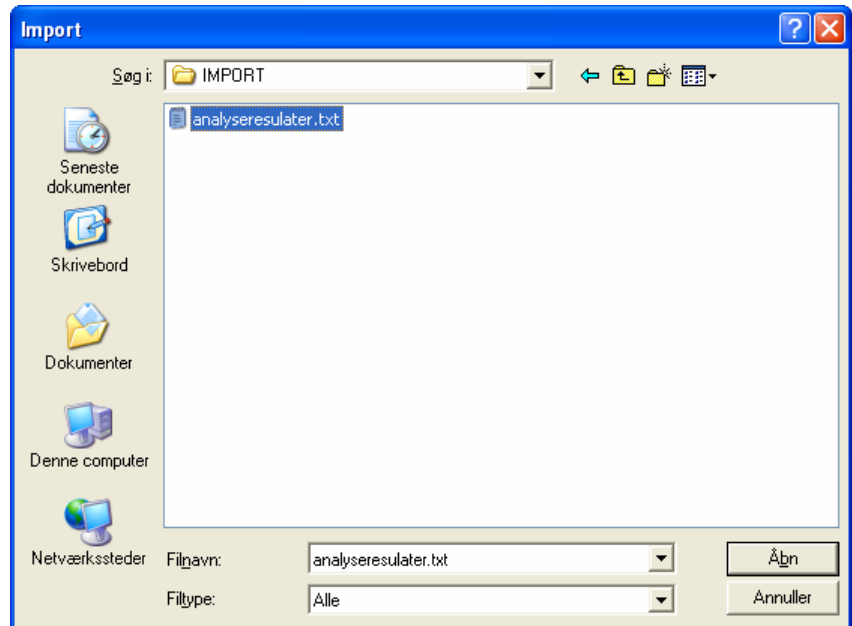 Import
Søg i: IMPORT
analyseresulater.txt
Seneste
dokumenter
Skrivebord
Dokumenter
Denne computer
Netværkssteder
Filnavn: analyseresulater.txt Åbn
Filtype: Alle Annuller